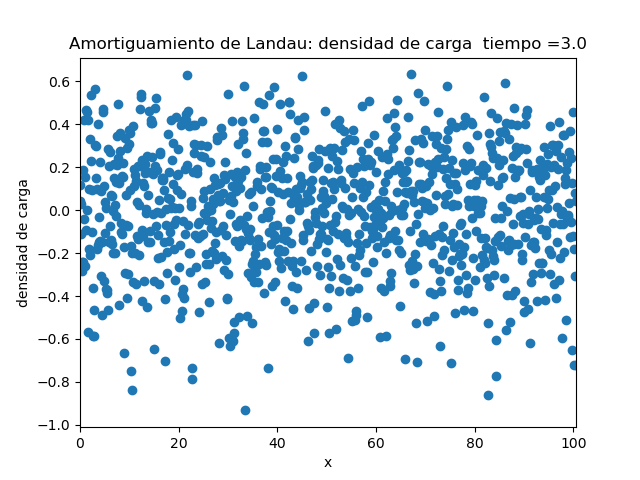 Amortiguamiento de Landau: densidad de carga  tiempo =3.0
densidad de carga
0.6
0.4
0.2
0.0
−0.2
−0.4
−0.6
−0.8
−1.0
0 20 40 60 80 100
x